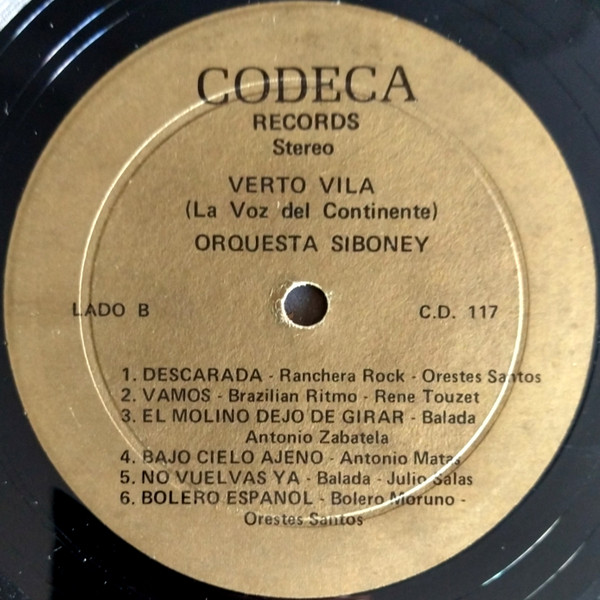 CODECA
RECORDS
Stereo
VERTO VILA
(La Voz del Continente)
ORQUESTA SIBONEY
LADO B
C.D. 117
1. DESCARADA - Ranchera Rock - Orestes Santos
2. VAMOS - Brazilian Ritmo - Rene Touzet
3. EL MOLINO DEJO DE GIRAR - Balada
Antonio Zabatela
4. BAJO CIELO AJENO - Antonio Matas
5. NO VUELVAS YA - Balada - Julio Salas
6. BOLERO ESPANOL - Bolero Moruno -
Orestes Santos